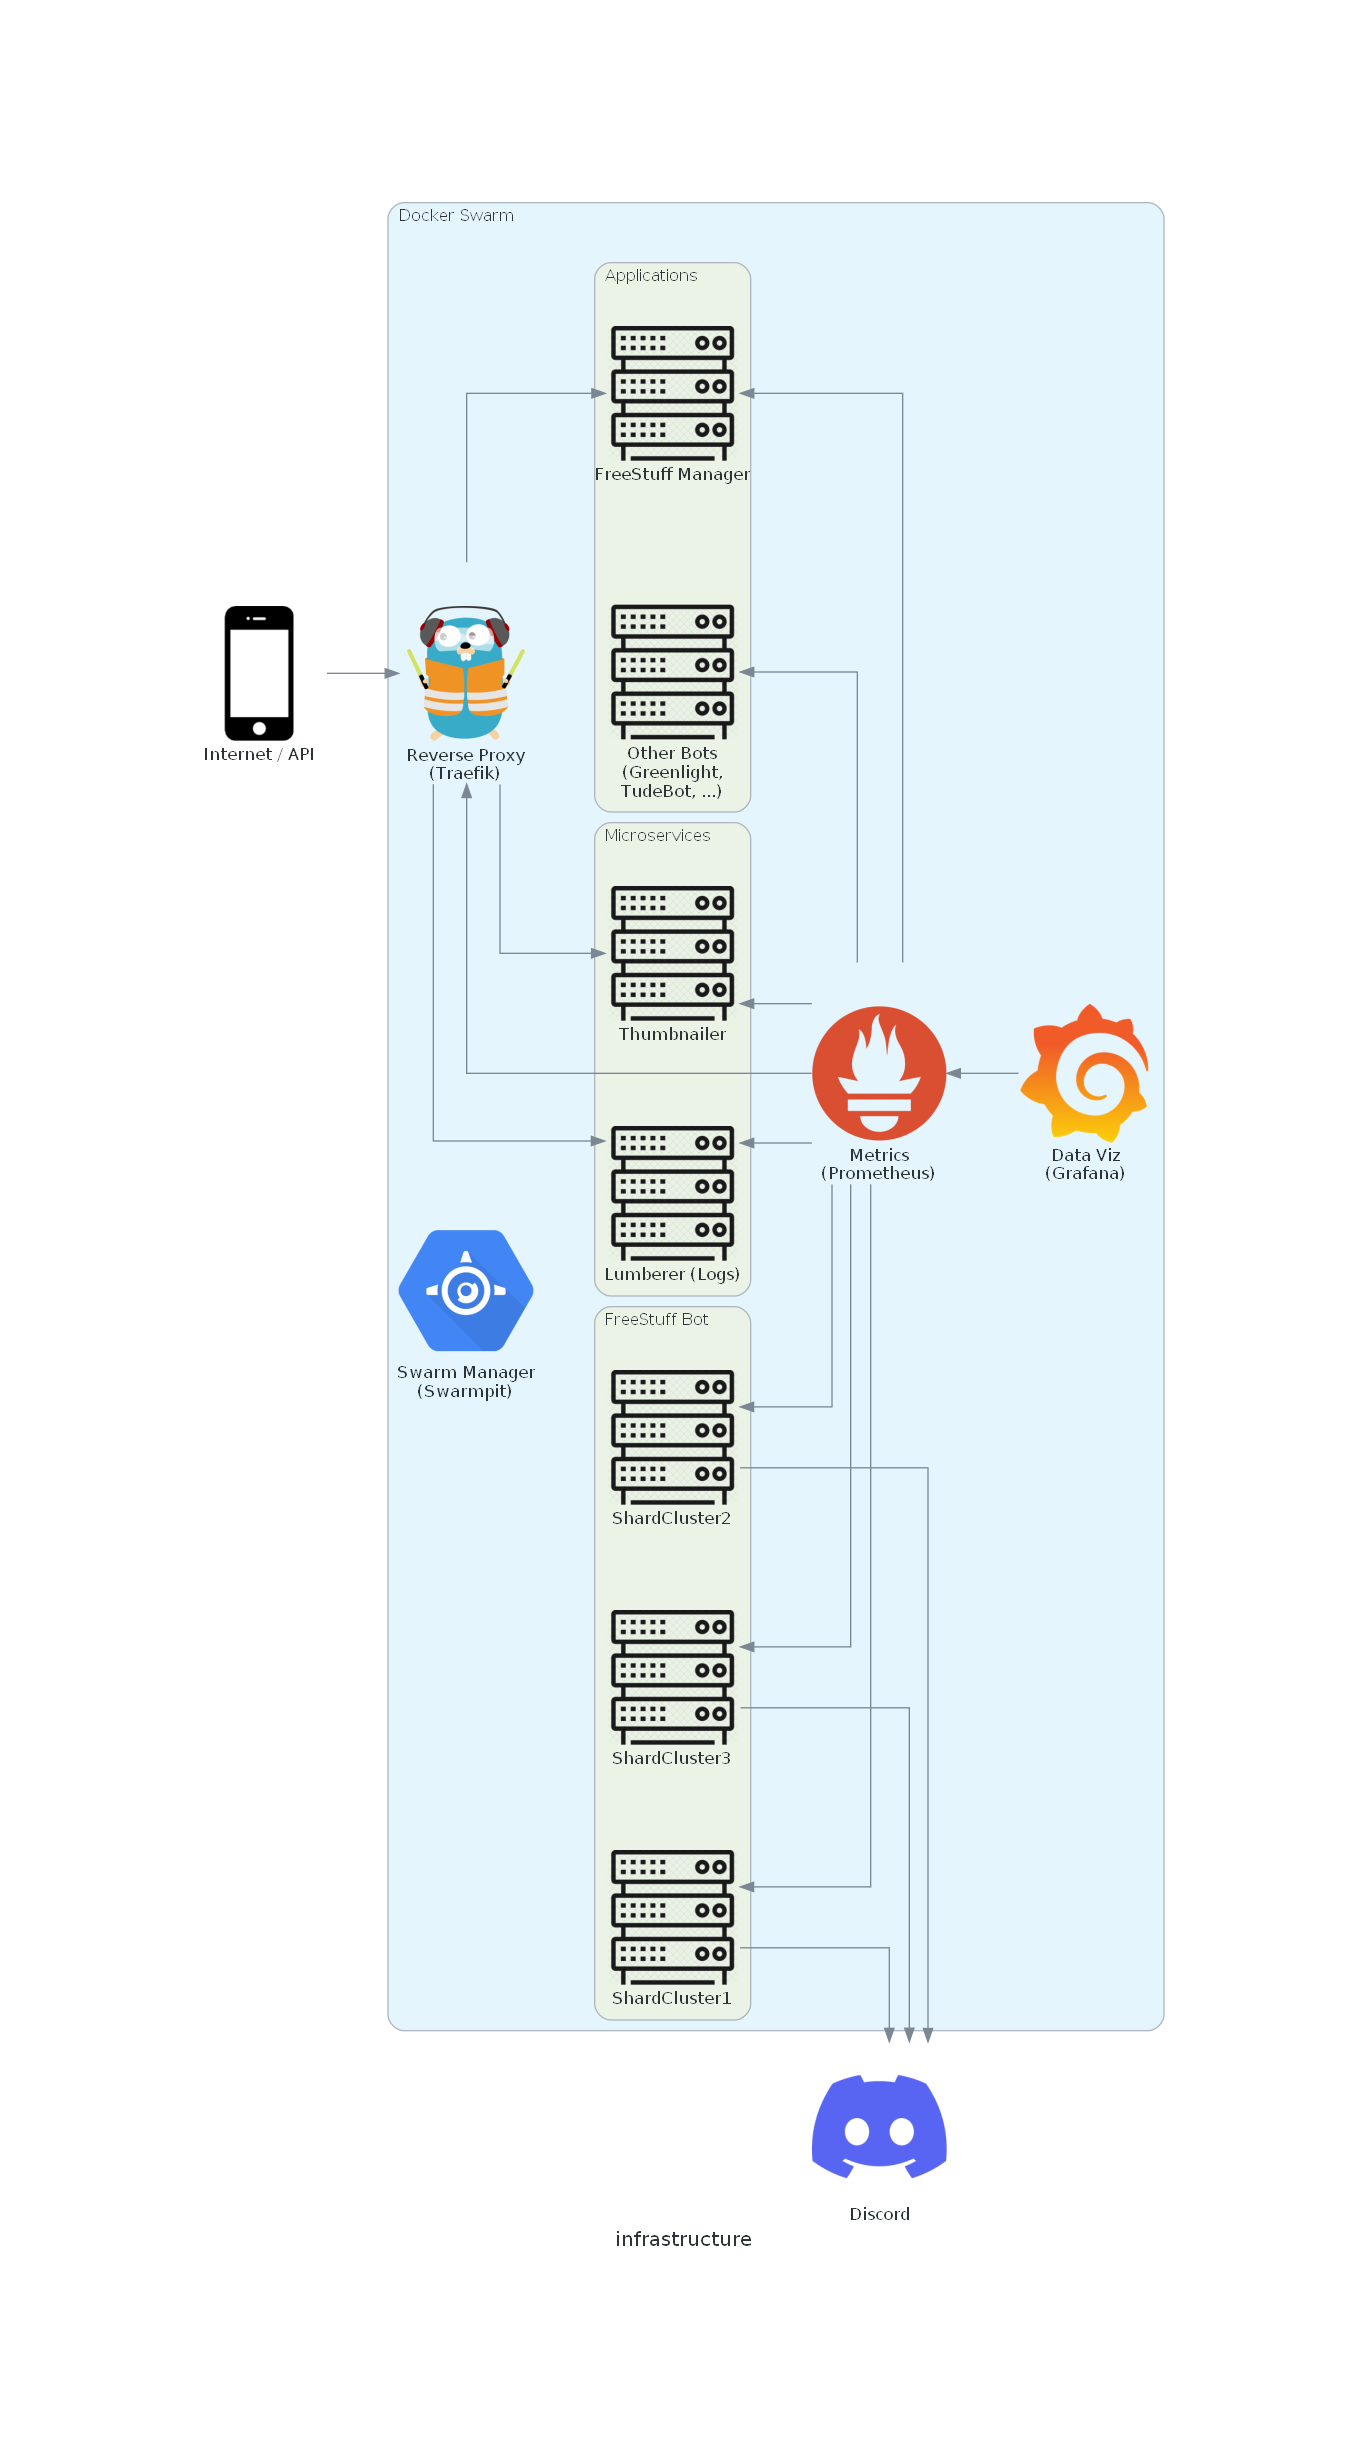 Docker Swarm
Applications
FreeStuff Manager
Internet / API
Reverse Proxy
(Traefik)
Other Bots
(Greenlight,
TudeBot, ...)
Microservices
Thumbnailer
Metrics
(Prometheus)
Data Viz
(Grafana)
Lumberer (Logs)
FreeStuff Bot
Swarm Manager
(Swarmpit)
ShardCluster2
ShardCluster3
ShardCluster1
Discord
infrastructure